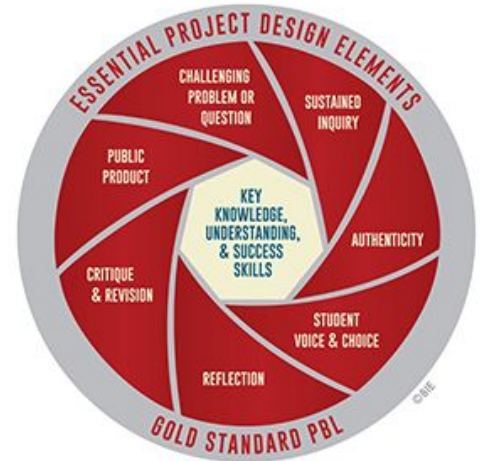 ESSENTIAL PROJECT DESIGN ELEMENTS
CHALLENGING
PROBLEM OR
QUESTION
SUSTAINED
INQUIRY
AUTHENTICITY
STUDENT
VOICE & CHOICE
REFLECTION
CRITIQUE
& REVISION
PUBLIC
PRODUCT
KEY
KNOWLEDGE,
UNDERSTANDING,
& SUCCESS
SKILLS
GOLD STANDARD PBL
©BIE